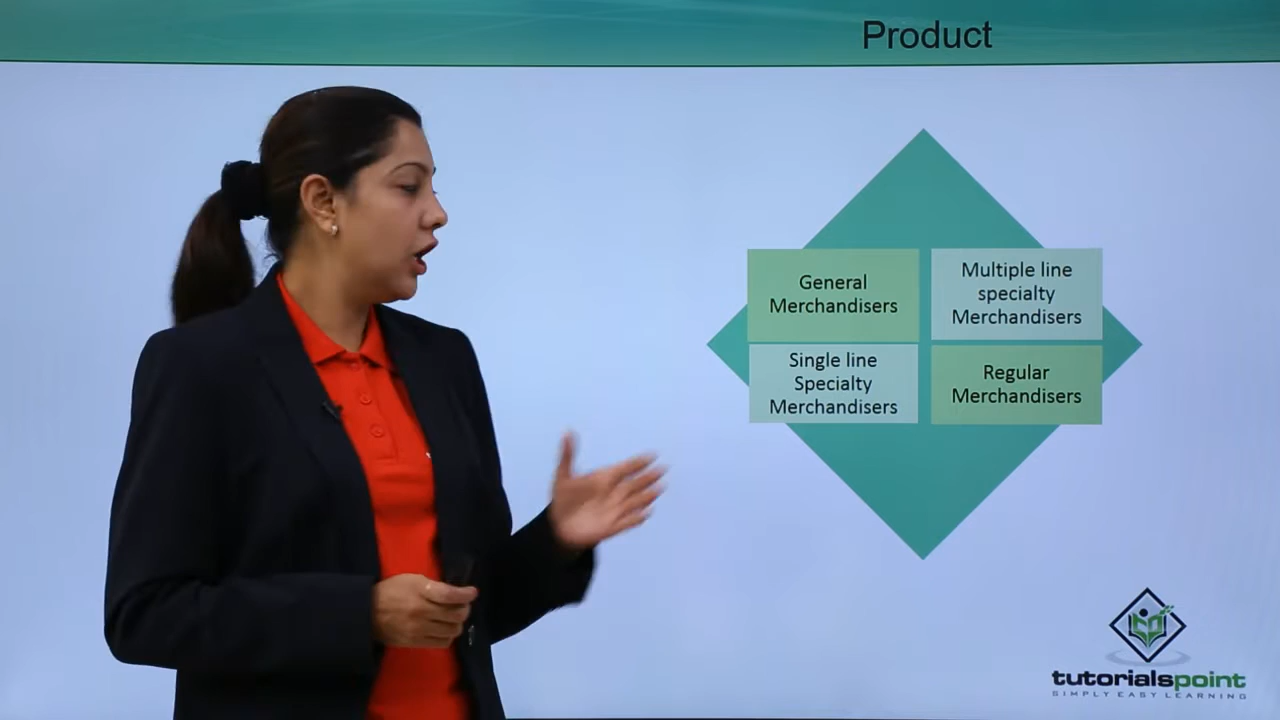 Product
General
Merchandisers
Multiple line
specialty
Merchandisers
Single line
Specialty
Merchandisers
Regular
Merchandisers
tutorialspoint
SIMPLY EASY LEARNING